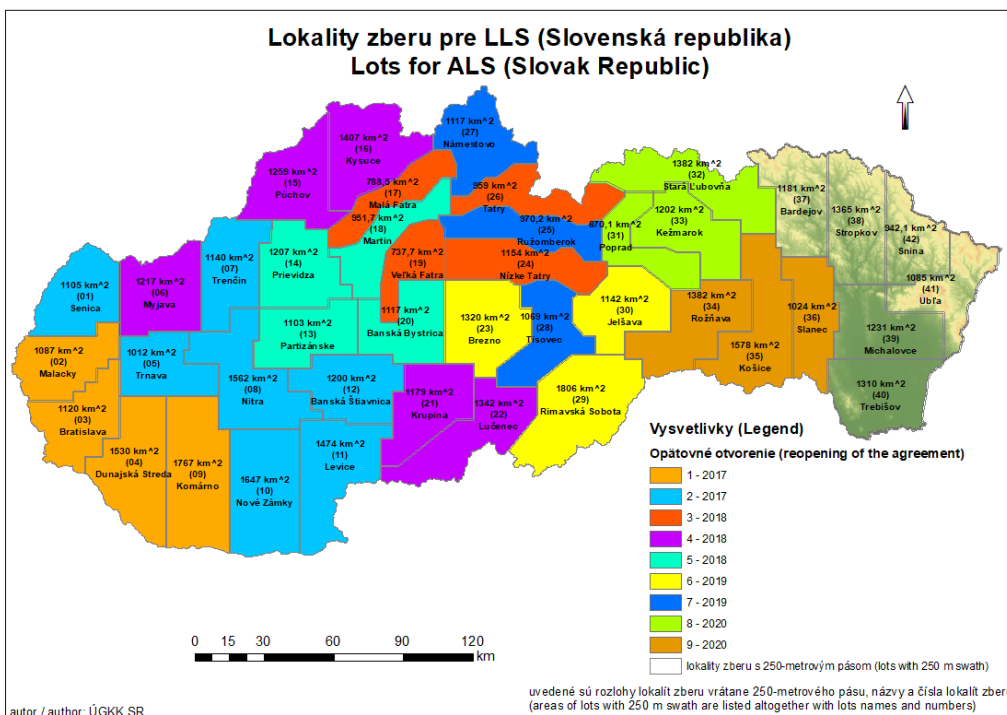 Lokality zberu pre LLS (Slovenská republika)
Lots for ALS (Slovak Republic)
1117 km^2
(27)
Námestovo
1407 km^2
(16)
Kysuce
1259 km^2
(15)
Púchov
788,5 km^2
(17)
Malá Fatra
959 km^2
(26)
Tatry
1382 km^2
(32)
Stará Ľubovňa
1181 km^2
(37)
Bardejov
1365 km^2
(38)
Stropkov
942,1 km^2
(42)
Snina
1085 km^2
(41)
Ubľa
951,7 km^2
(18)
Martin
970,2 km^2
(25)
Ružomberok
870,1 km^2
(31)
Poprad
1202 km^2
(33)
Kežmarok
1140 km^2
(07)
Trenčín
1207 km^2
(14)
Prievidza
737,7 km^2
(19)
Veľká Fatra
1154 km^2
(24)
Nízke Tatry
1105 km^2
(01)
Senica
1217 km^2
(06)
Myjava
1117 km^2
(20)
Banská Bystrica
1320 km^2
(23)
Brezno
1069 km^2
(28)
Tisovec
1142 km^2
(30)
Jelšava
1382 km^2
(34)
Rožňava
1024 km^2
(36)
Slanec
1231 km^2
(39)
Michalovce
1087 km^2
(02)
Malacky
1012 km^2
(05)
Trnava
1103 km^2
(13)
Partizánske
1578 km^2
(35)
Košice
1310 km^2
(40)
Trebišov
1562 km^2
(08)
Nitra
1200 km^2
(12)
Banská Štiavnica
1179 km^2
(21)
Krupina
1342 km^2
(22)
Lučenec
1806 km^2
(29)
Rimavská Sobota
1120 km^2
(03)
Bratislava
1530 km^2
(04)
Dunajská Streda
1767 km^2
(09)
Komárno
1647 km^2
(10)
Nové Zámky
1474 km^2
(11)
Levice
Vysvetlivky (Legend)
Opätovné otvorenie (reopening of the agreement)
1 - 2017
2 - 2017
3 - 2018
4 - 2018
5 - 2018
6 - 2019
7 - 2019
8 - 2020
9 - 2020
lokality zberu s 250-metrovým pásom (lots with 250 m swath)
0 15 30 60 90 120
km
uvedené sú rozlohy lokalít zberu vrátane 250-metrového pásu, názvy a čísla lokalít zberu
(areas of lots with 250 m swath are listed altogether with lots names and numbers)
autor / author: ÚGKK SR